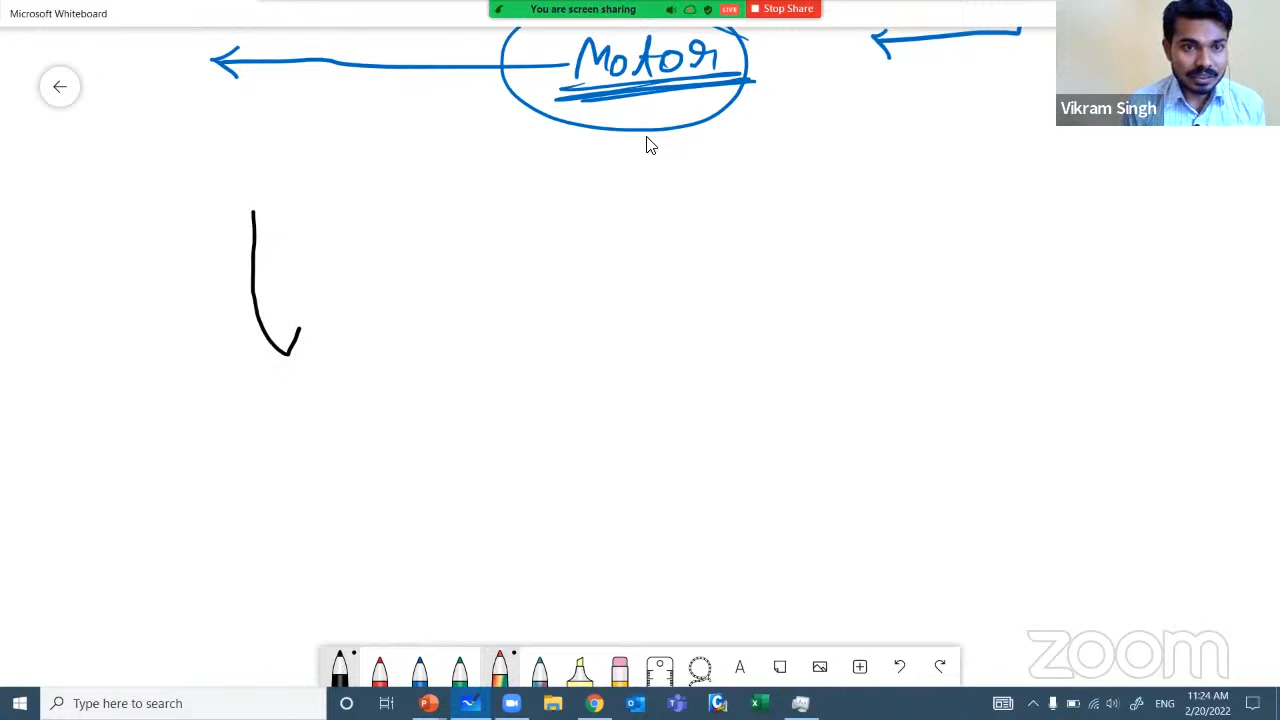 Microsoft Whiteboard
You are screen sharing
LIVE
Stop Share
Motor
Vikram Singh
zoom
A
Type here to search
ENG
11:24 AM
2/20/2022